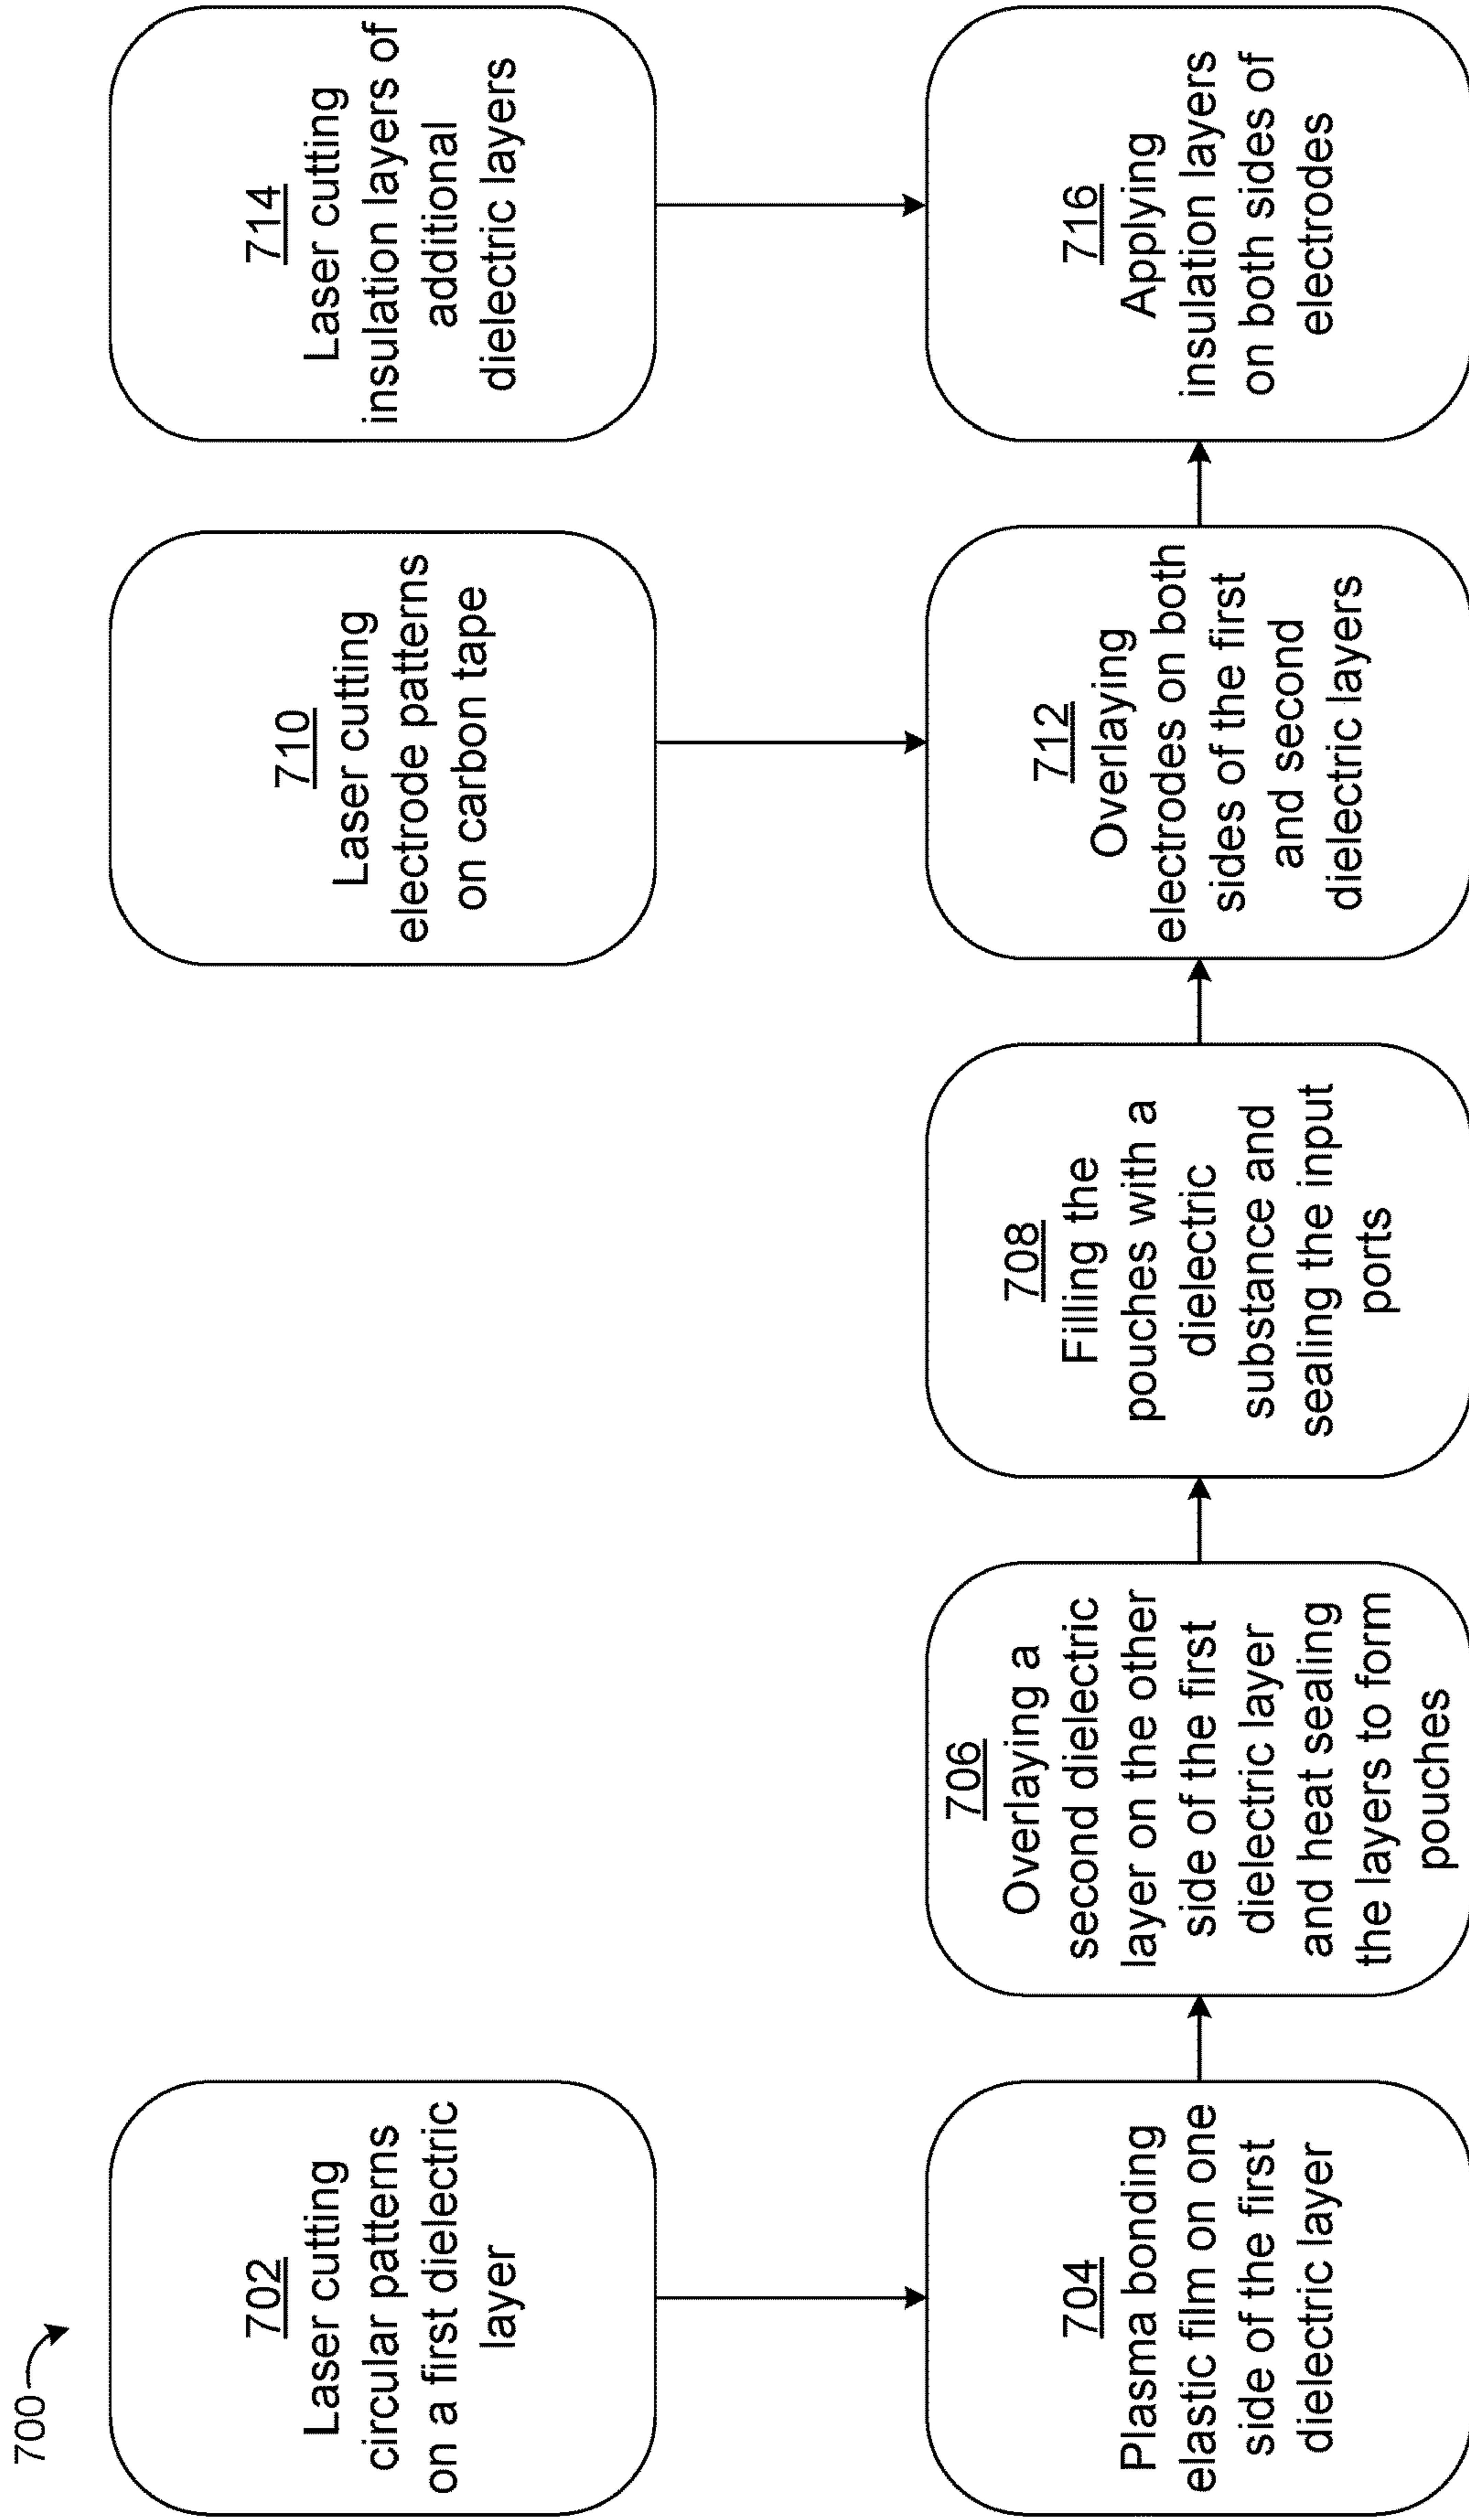 700
702
Laser cutting
circular patterns
on a first dielectric
layer
704
Plasma bonding
elastic film on one
side of the first
dielectric layer
706
Overlaying a
second dielectric
layer on the other
side of the first
dielectric layer
and heat sealing
the layers to form
pouches
708
Filling the
pouches with a
dielectric
substance and
sealing the input
ports
710
Laser cutting
electrode patterns
on carbon tape
712
Overlaying
electrodes on both
sides of the first
and second
dielectric layers
714
Laser cutting
insulation layers of
additional
dielectric layers
716
Applying
insulation layers
on both sides of
electrodes